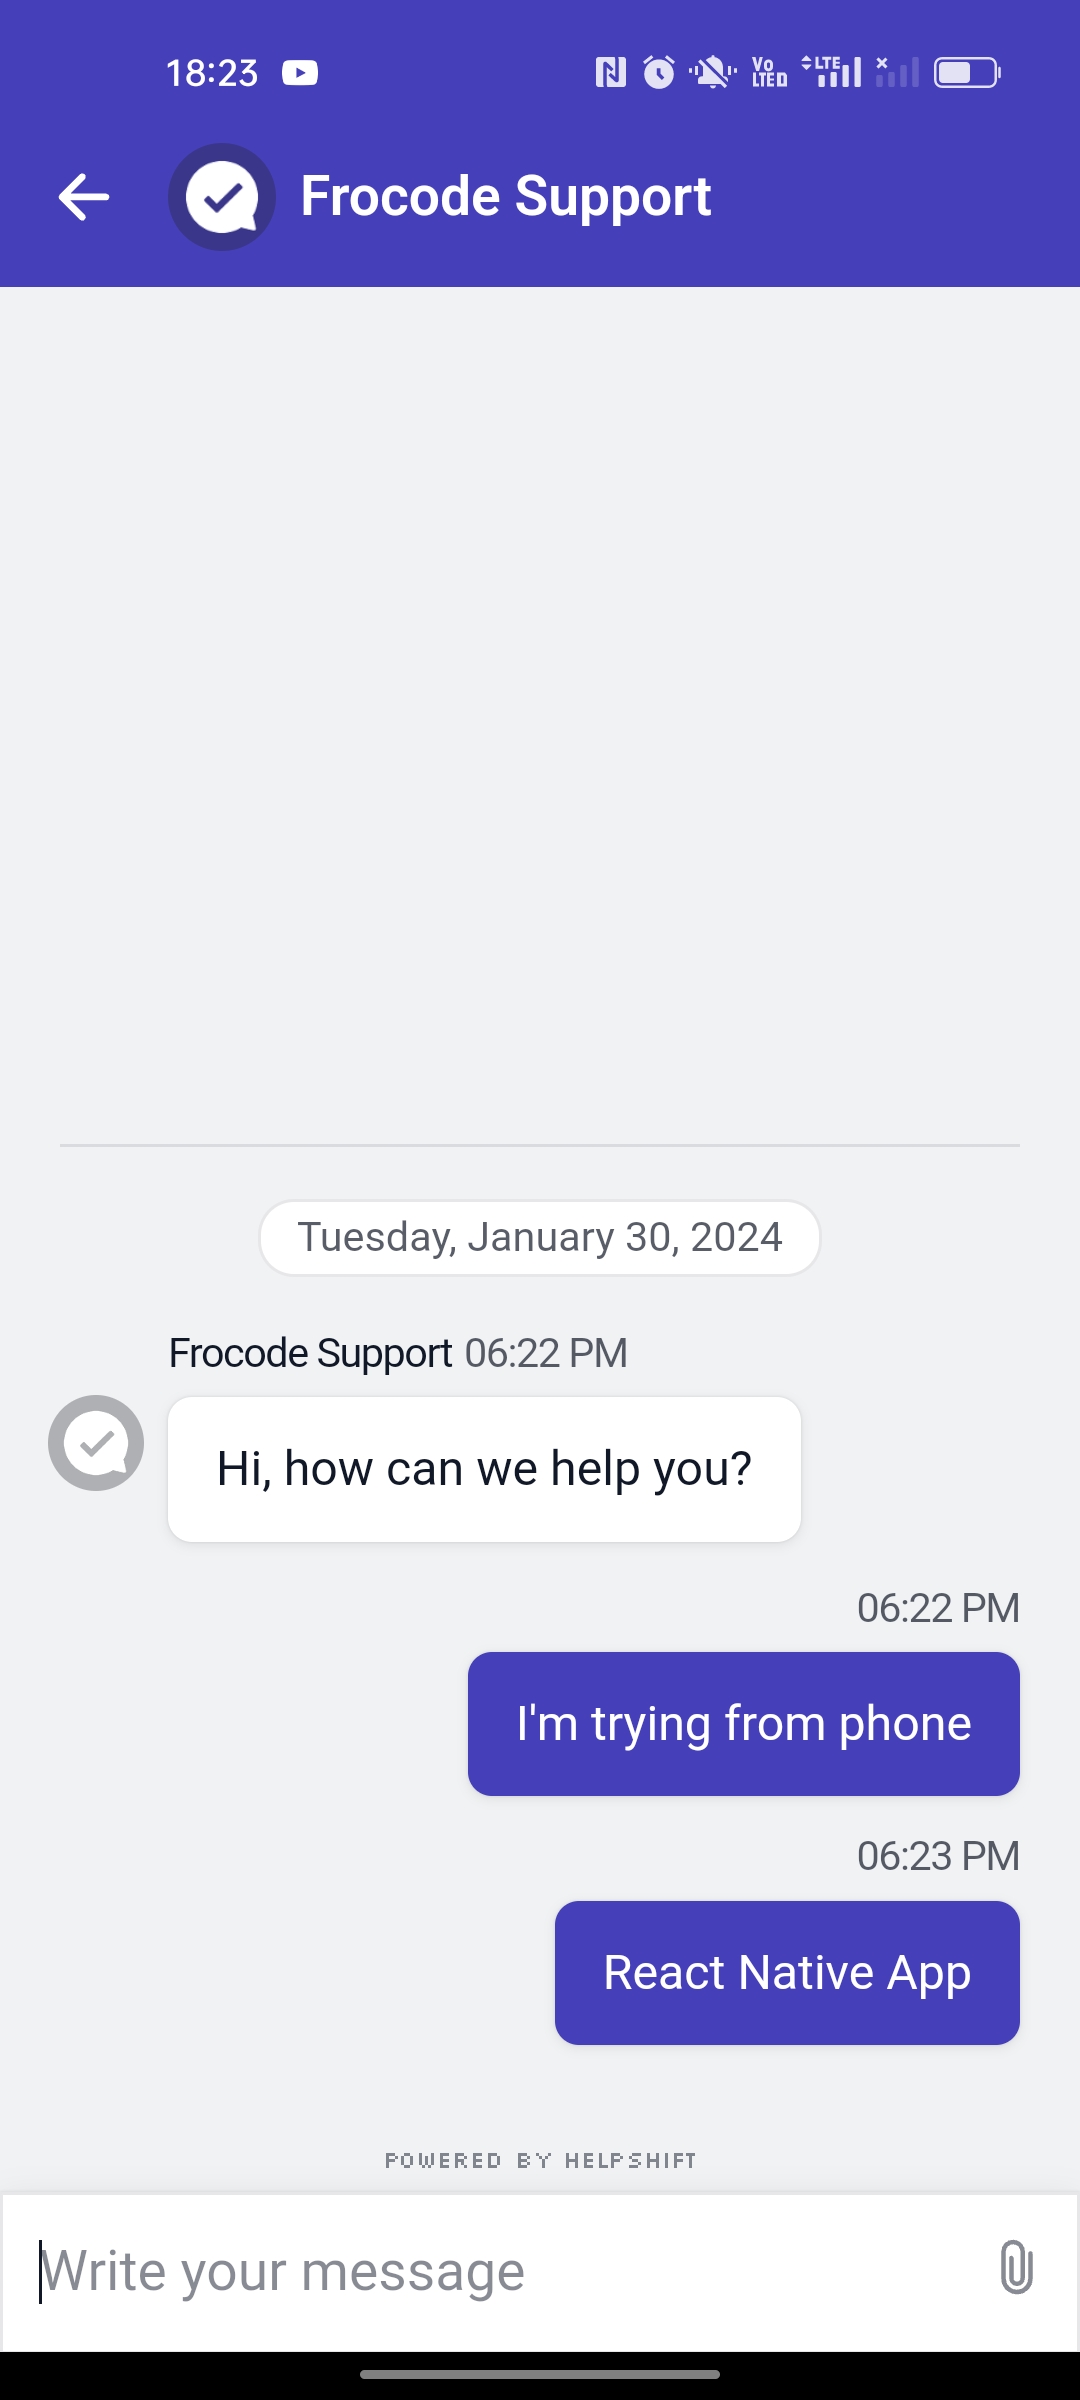 18:23
Vo LTED LTE
Frocode Support
Tuesday, January 30, 2024
Frocode Support 06:22 PM
Hi, how can we help you?
06:22 PM
I'm trying from phone
06:23 PM
React Native App
POWERED BY HELPSHIFT
Write your message